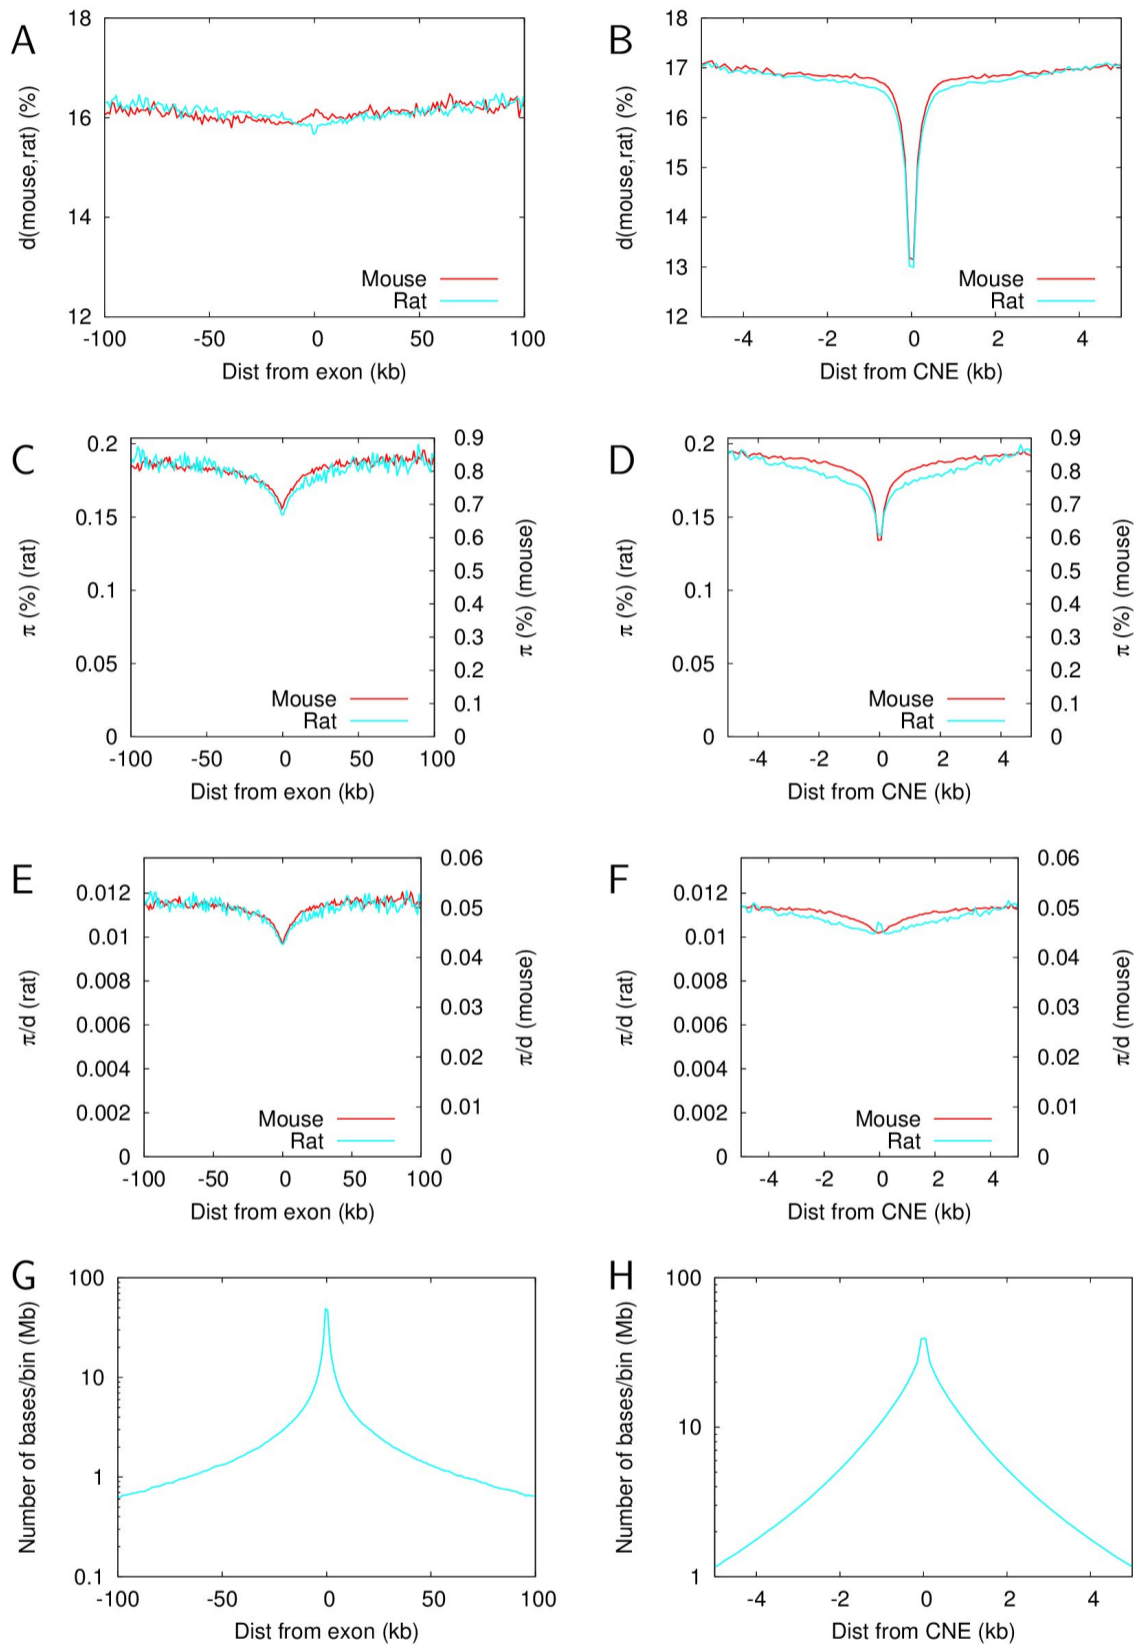 A
18
16
14
12
d(mouse,rat) (%)
Mouse
Rat
-100 -50 0 50 100
Dist from exon (kb)
B
18
17
16
15
14
13
12
d(mouse,rat) (%)
Mouse
Rat
-4 -2 0 2 4
Dist from CNE (kb)
C
0.2
0.15
0.1
0.05
0
π (%) (rat)
0.9
0.8
0.7
0.6
0.5
0.4
0.3
0.2
0.1
0
π (%) (mouse)
Mouse
Rat
-100 -50 0 50 100
Dist from exon (kb)
D
0.2
0.15
0.1
0.05
0
π (%) (rat)
0.9
0.8
0.7
0.6
0.5
0.4
0.3
0.2
0.1
0
π (%) (mouse)
Mouse
Rat
-4 -2 0 2 4
Dist from CNE (kb)
E
0.012
0.01
0.008
0.006
0.004
0.002
0
π/d (rat)
0.06
0.05
0.04
0.03
0.02
0.01
0
π/d (mouse)
Mouse
Rat
-100 -50 0 50 100
Dist from exon (kb)
F
0.012
0.01
0.008
0.006
0.004
0.002
0
π/d (rat)
0.06
0.05
0.04
0.03
0.02
0.01
0
π/d (mouse)
Mouse
Rat
-4 -2 0 2 4
Dist from CNE (kb)
G
100
10
1
0.1
Number of bases/bin (Mb)
-100 -50 0 50 100
Dist from exon (kb)
H
100
10
1
Number of bases/bin (Mb)
-4 -2 0 2 4
Dist from CNE (kb)